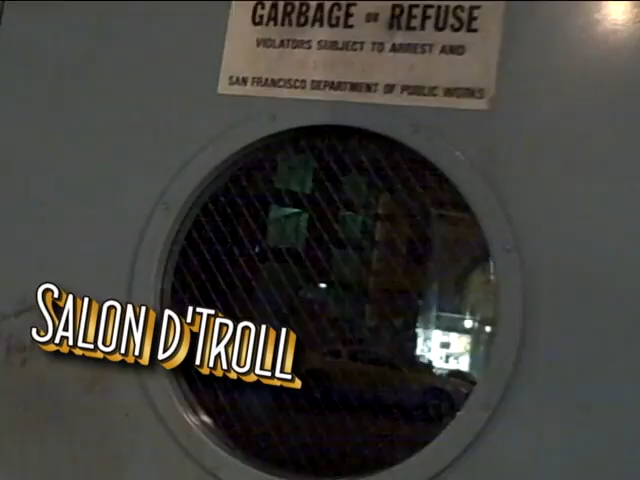 GARBAGE OR REFUSE
VIOLATORS SUBJECT TO ARREST AND
SAN FRANCISCO DEPARTMENT OF PUBLIC WORKS
SALON D'TROLL